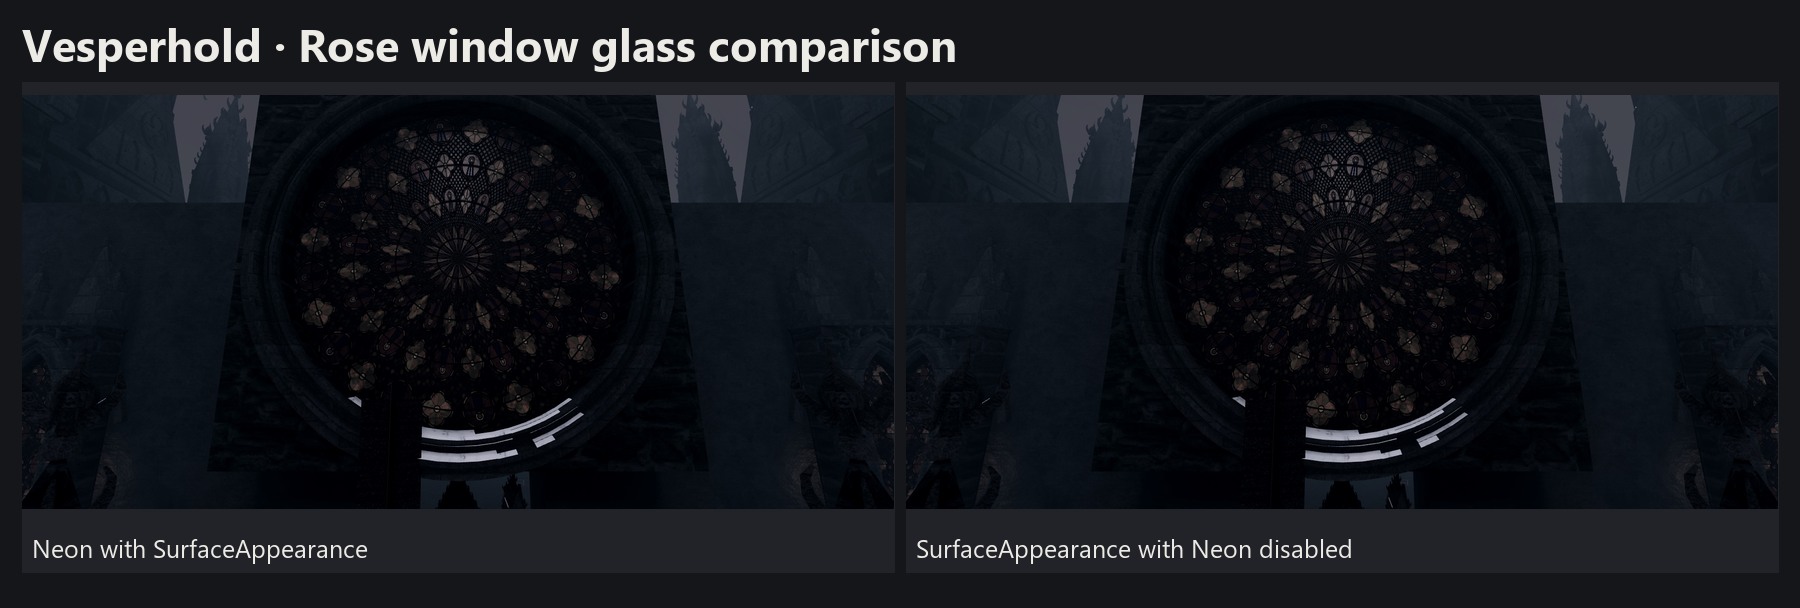 Vesperhold · Rose window glass comparison
Neon with SurfaceAppearance
SurfaceAppearance with Neon disabled